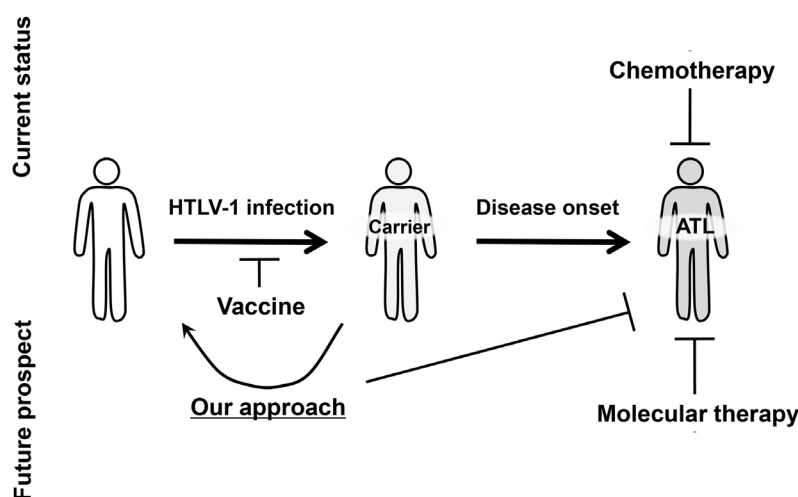 Current status
Chemotherapy
HTLV-1 infection
Disease onset
Carrier
ATL
Vaccine
Our approach
Molecular therapy
Future prospect